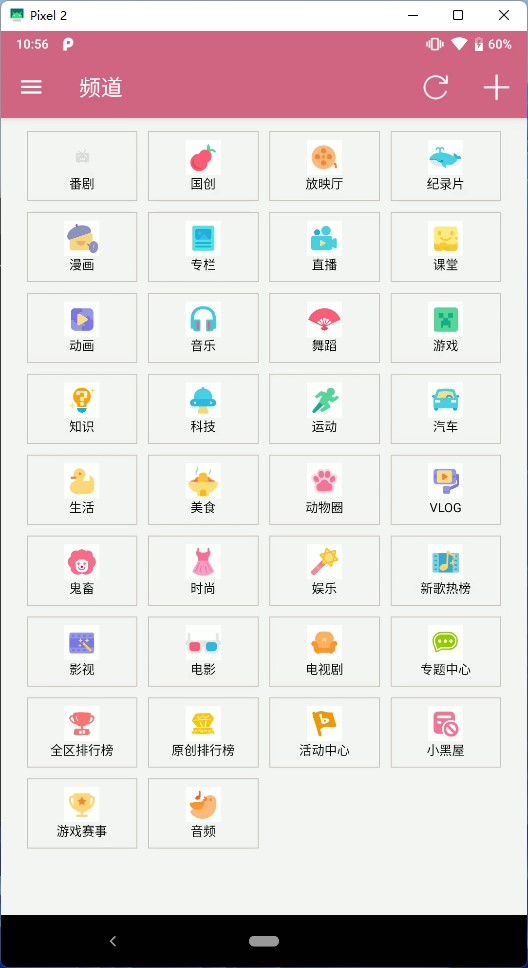 Pixel 2
10:56
60%
频道
番剧 国创 放映厅 纪录片
漫画 专栏 直播 课堂
动画 音乐 舞蹈 游戏
知识 科技 运动 汽车
生活 美食 动物圈 VLOG
鬼畜 时尚 娱乐 新歌热榜
影视 电影 电视剧 专题中心
全区排行榜 原创排行榜 活动中心 小黑屋
游戏赛事 音频